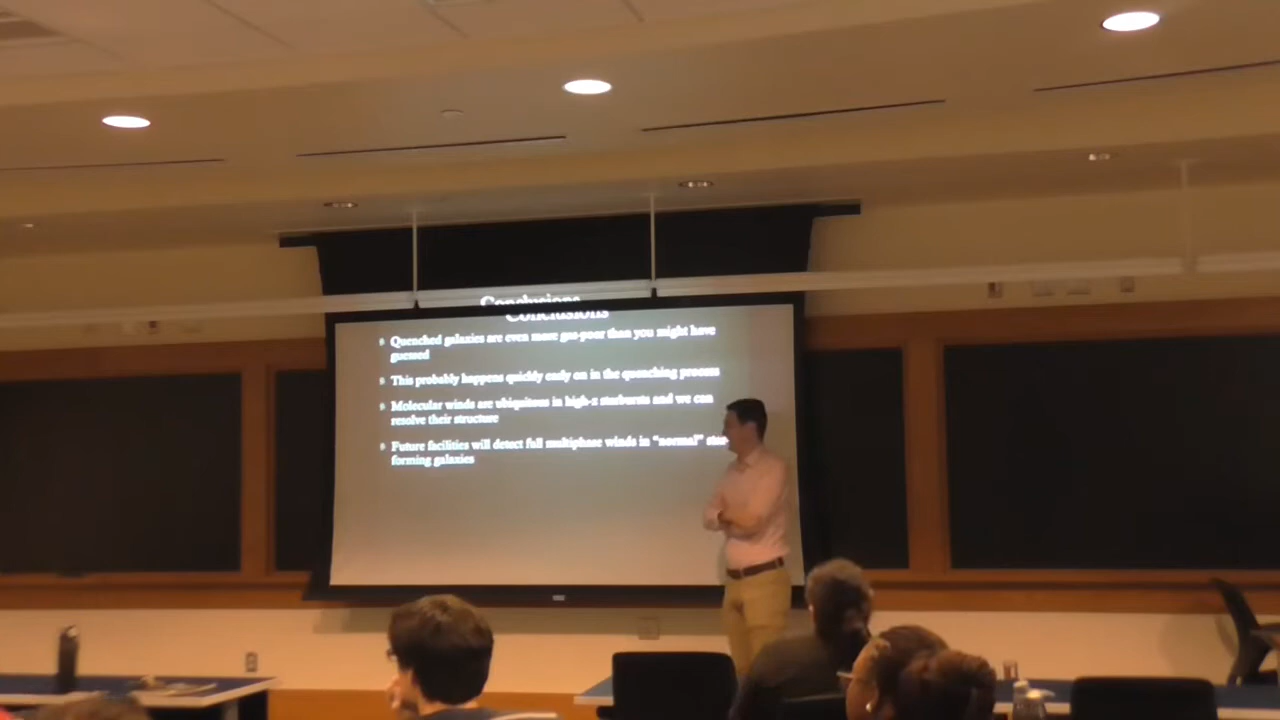 Conclusions
Quenched galaxies are even more gas-poor than you might have
guessed
This probably happens quickly early on in the quenching process
Molecular winds are ubiquitous in high-z starbursts and we can
resolve their structure
Future facilities will detect full multiphase winds in "normal" star-
forming galaxies